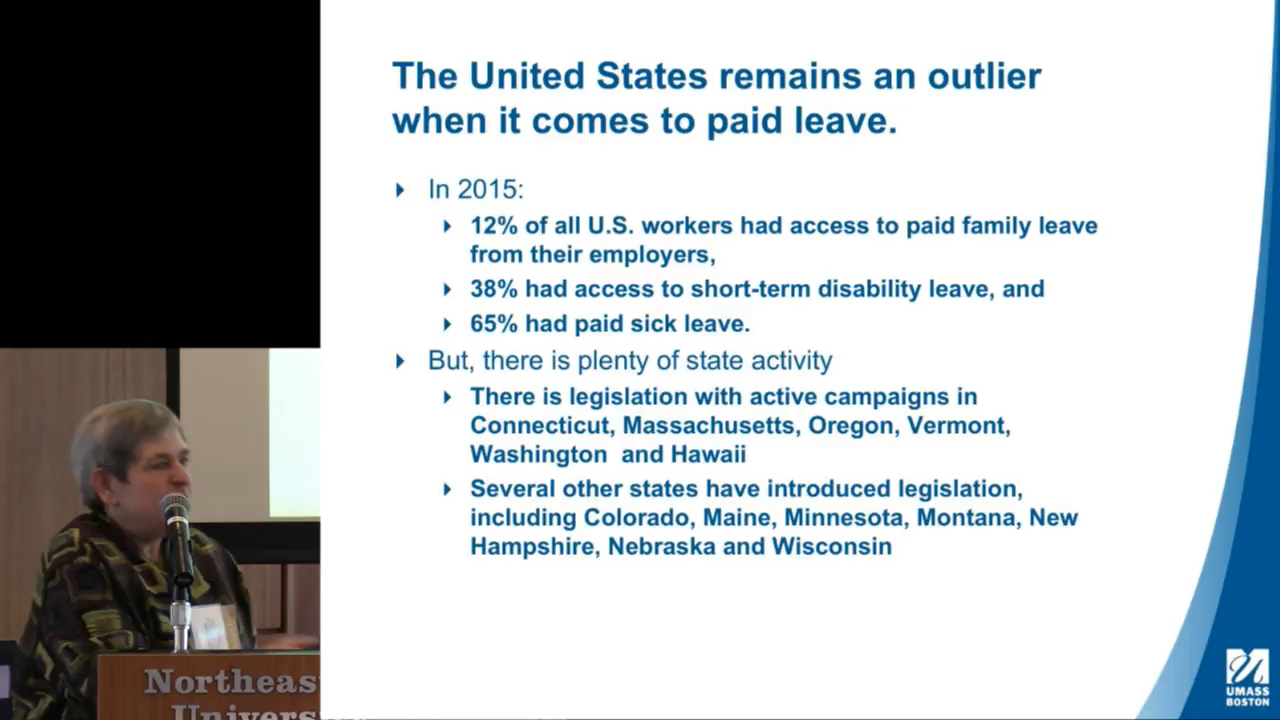 The United States remains an outlier
when it comes to paid leave.
In 2015:
12% of all U.S. workers had access to paid family leave
from their employers,
38% had access to short-term disability leave, and
65% had paid sick leave.
But, there is plenty of state activity
There is legislation with active campaigns in
Connecticut, Massachusetts, Oregon, Vermont,
Washington and Hawaii
Several other states have introduced legislation,
including Colorado, Maine, Minnesota, Montana, New
Hampshire, Nebraska and Wisconsin
Northeas
Univers
UMASS
BOSTON